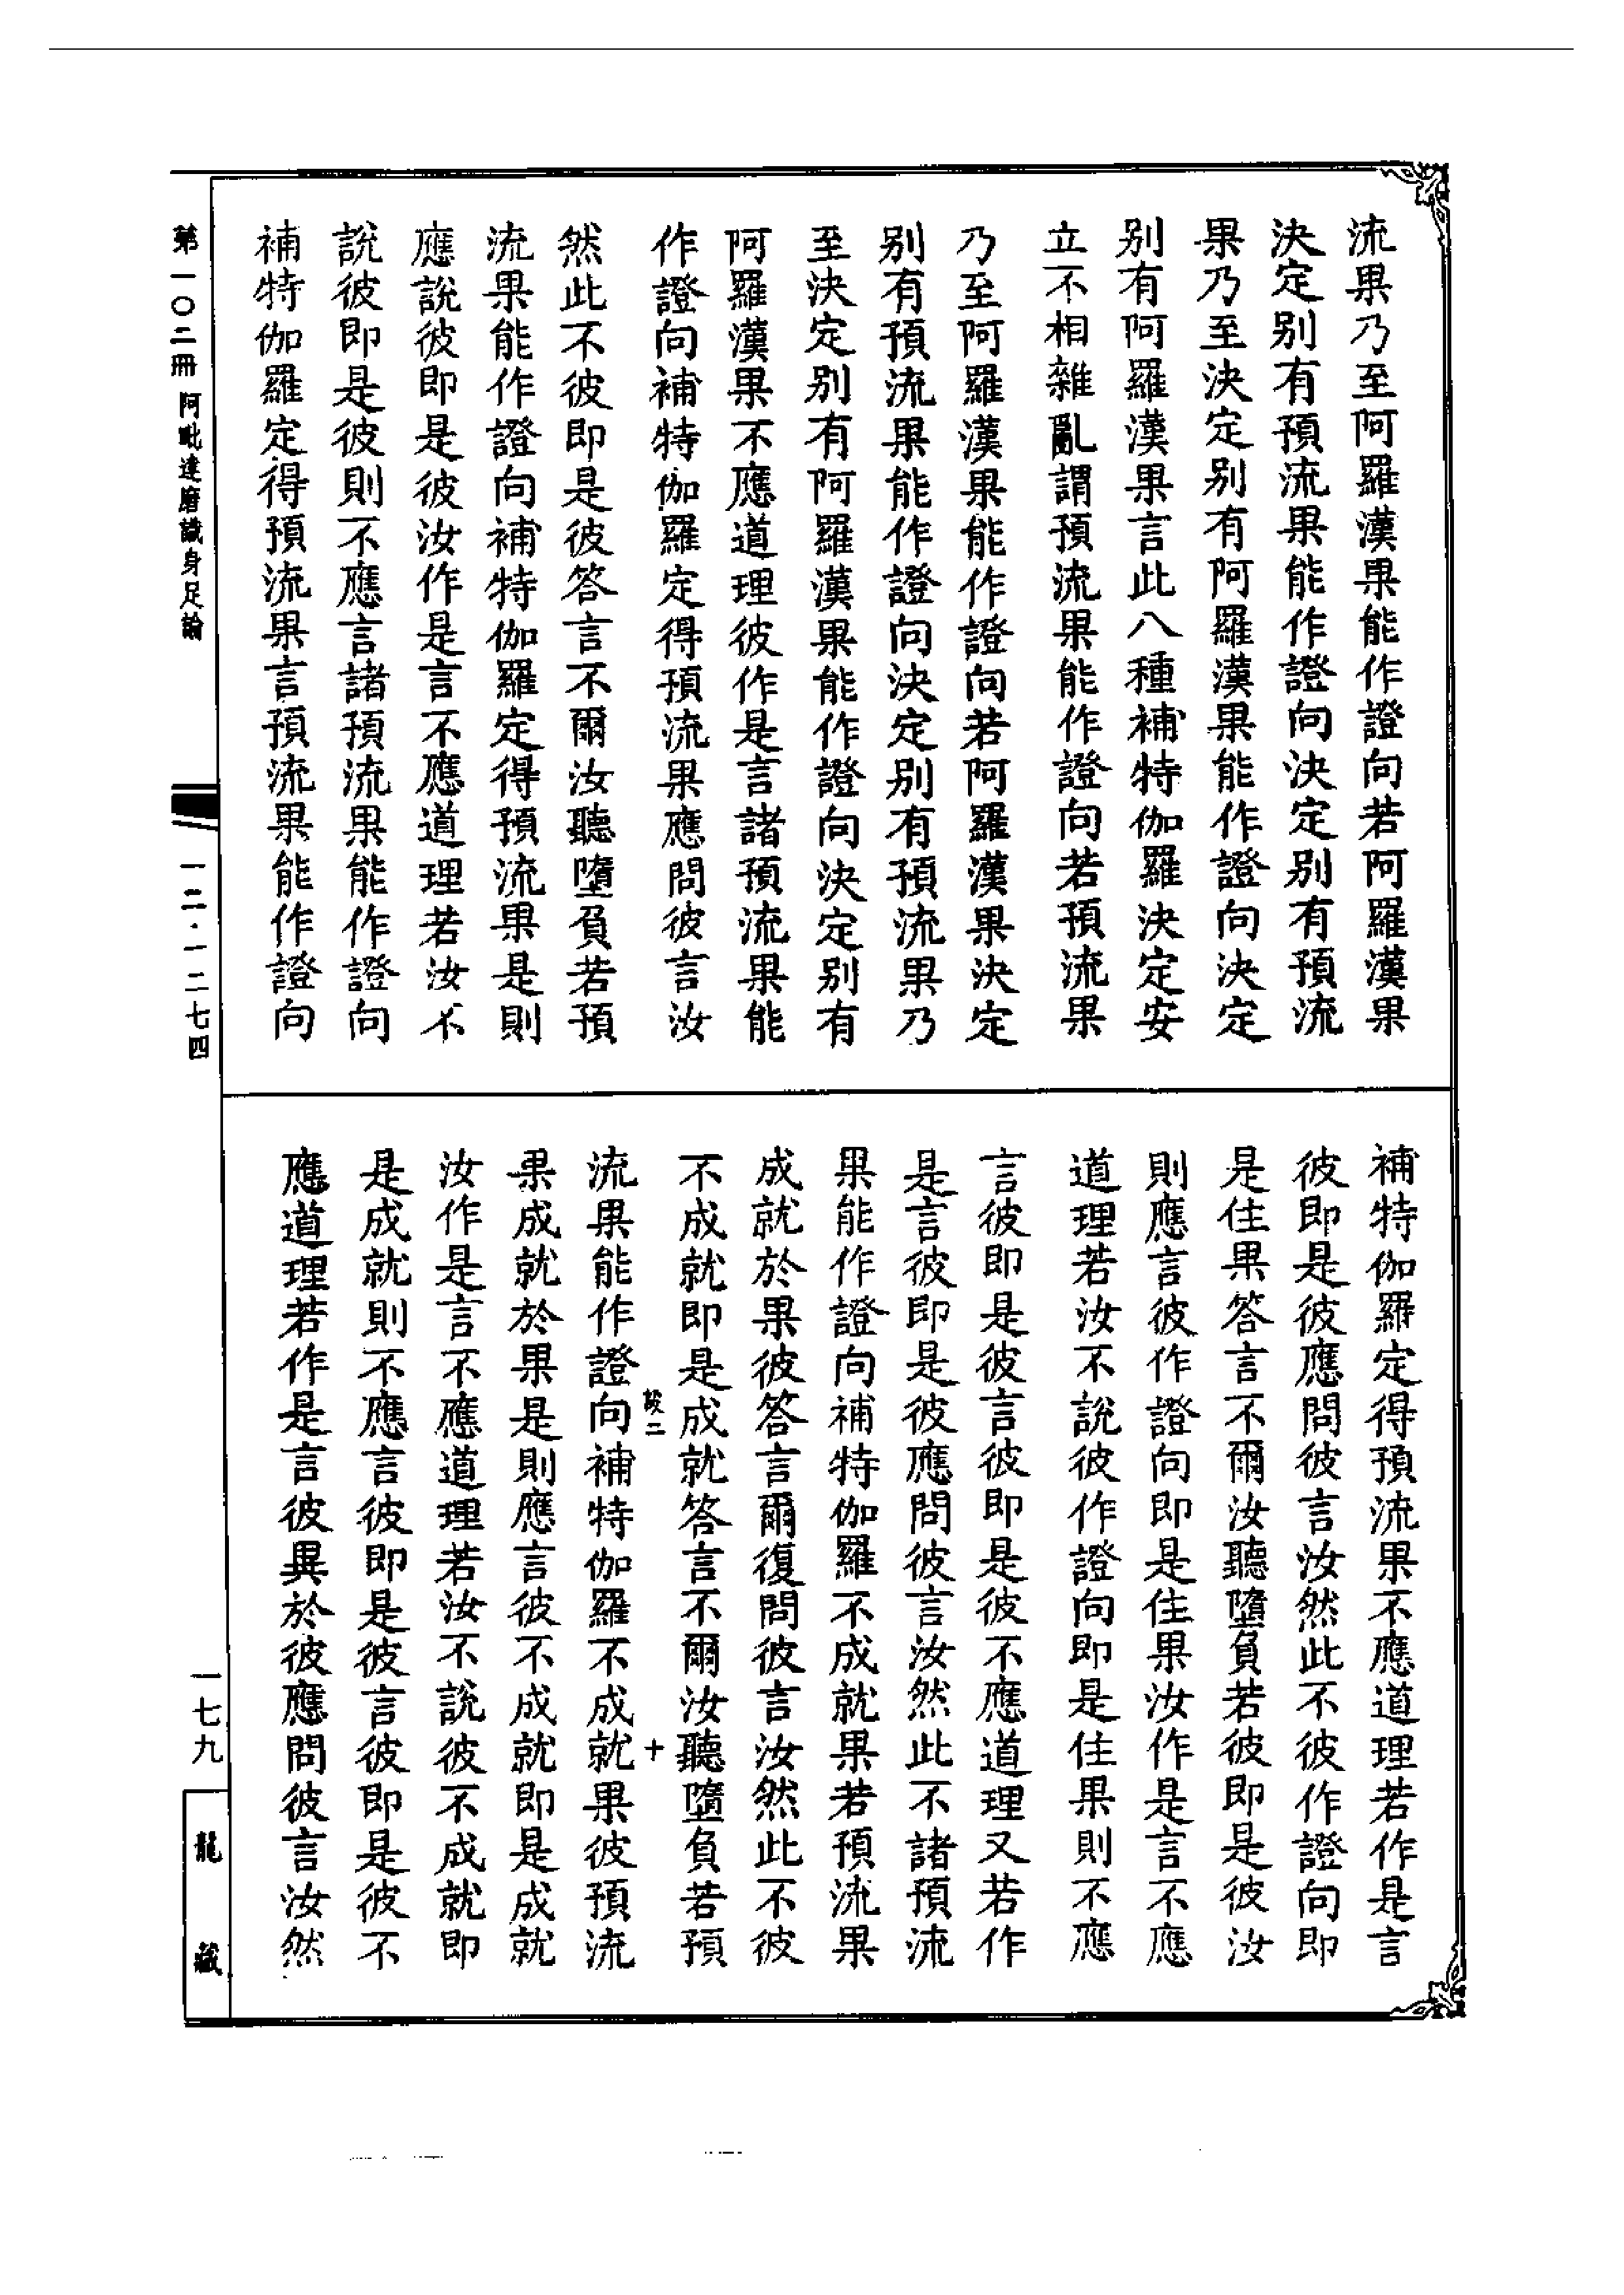 流果乃至阿羅漢果能作證向若阿羅漢果
決定别有預流果能作證向決定别有預流
果乃至決定别有阿羅漢果能作證向決定
别有阿羅漢果言此八種補特伽羅決定安
立不相雜亂謂預流果能作證向若預流果
乃至阿羅漢果能作證向若阿羅漢果決定
别有預流果能作證向決定别有預流果乃
至決定别有阿羅漢果能作證向決定别有
阿羅漢果不應道理彼作是言諸預流果能
作證向補特伽羅定得預流果應問彼言汝
然此不彼即是彼答言不爾汝聽墮負若預
流果能作證向補特伽羅定得預流果是則
應說彼即是彼汝作是言不應道理若汝不
說彼即是彼則不應言諸預流果能作證向
補特伽羅定得預流果言預流果能作證向
補特伽羅定得預流果不應道理若作是言
彼即是彼應問彼言汝然此不彼作證向即
是住果答言不爾汝聽墮負若彼即是彼汝
則應言彼作證向即是住果汝作是言不應
道理若汝不說彼作證向即是住果則不應
言彼即是彼言彼即是彼不應道理又若作
是言彼即是彼應問彼言汝然此不諸預流
果能作證向補特伽羅不成就果若預流果
成就於果彼答言爾復問彼言汝然此不彼
不成就即是成就答言不爾汝聽墮負若預
流果能作證向補特伽羅不成就果彼預流
果成就於果是則應言彼不成就即是成就
汝作是言不應道理若汝不說彼不成就即
是成就則不應言彼即是彼言彼即是彼不
應道理若作是言彼異於彼應問彼言汝然
第一〇二冊 阿毗達磨識身足論
一二·一二七四
一七九
龍藏